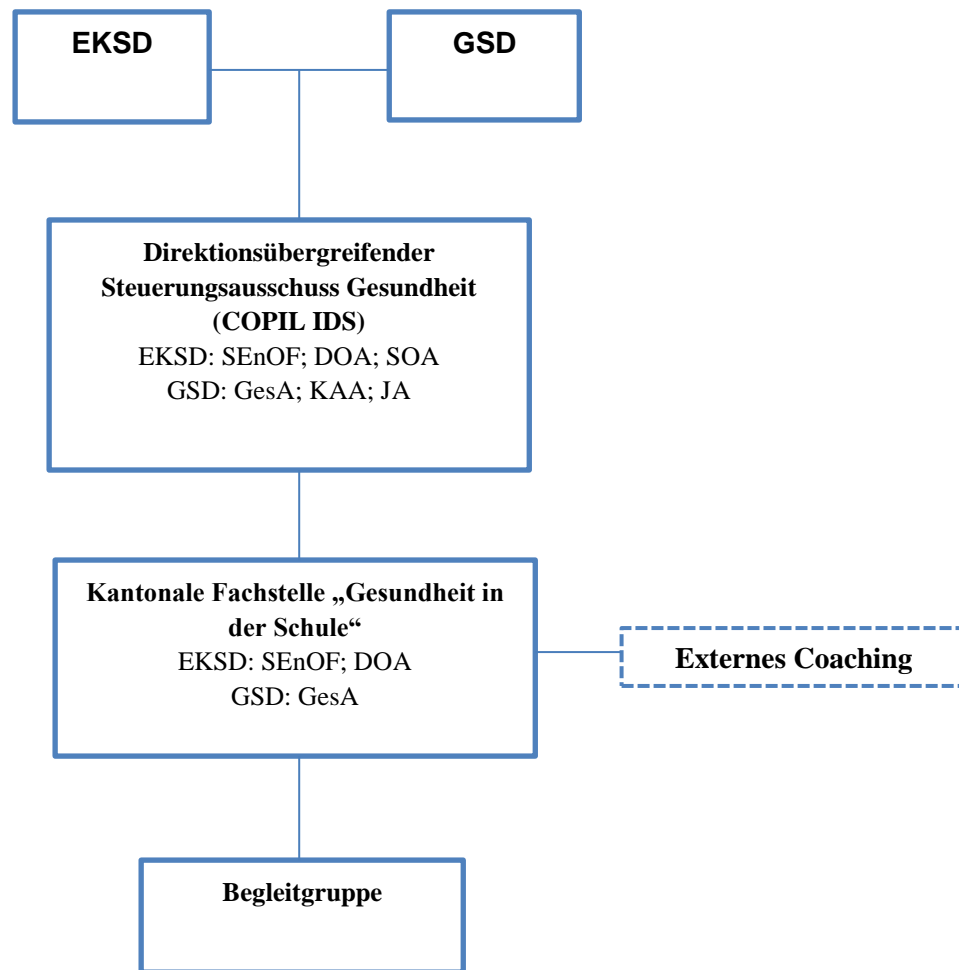 EKSD
GSD
Direktionsübergreifender
Steuerungsausschuss Gesundheit
(COPIL IDS)
EKSD: SEnOF; DOA; SOA
GSD: GesA; KAA; JA
Kantonale Fachstelle „Gesundheit in
der Schule“
EKSD: SEnOF; DOA
GSD: GesA
Externes Coaching
Begleitgruppe